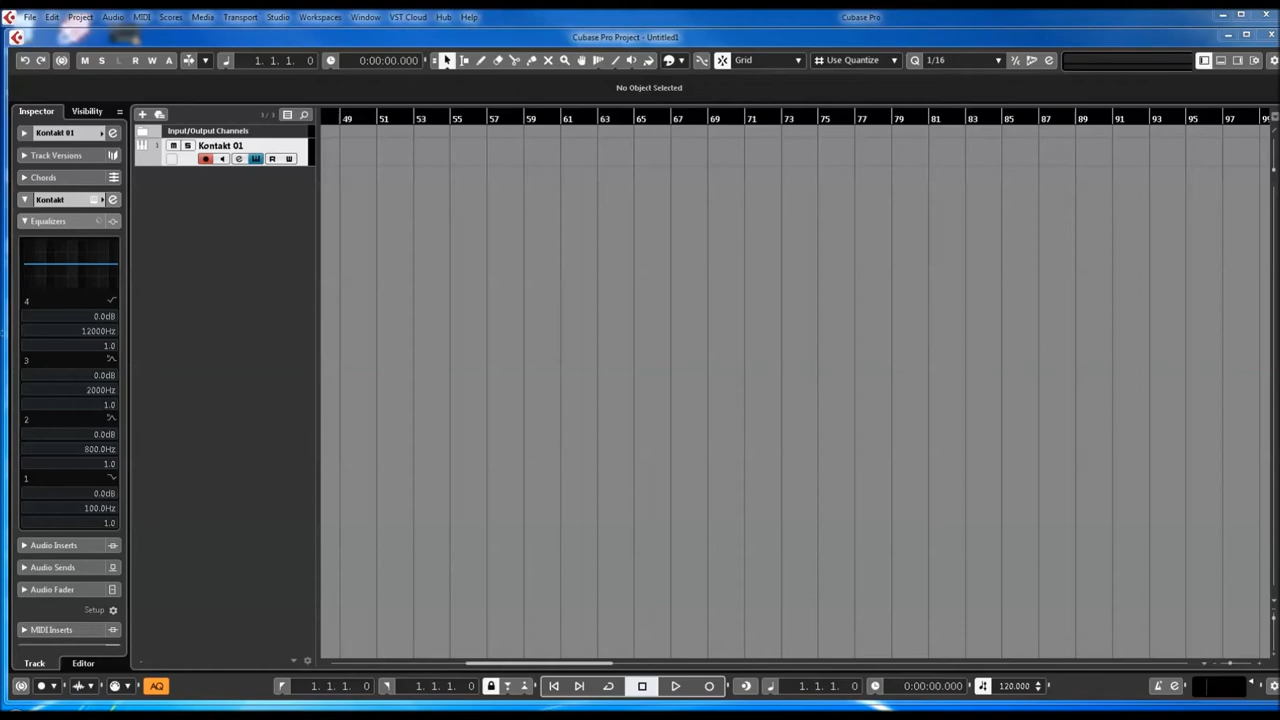 File Edit Project Audio MIDI Scores Media Transport Studio Workspaces Window VST Cloud Hub Help Cubase Pro
Cubase Pro Project - Untitled1
M S L R W A 1. 1. 1. 0 0:00:00.000 Grid Use Quantize Q 1/16
No Object Selected
Inspector Visibility
Kontakt 01
Track Versions
Chords
Kontakt
Equalizers
4
0.0dB
12000Hz
1.0
3
0.0dB
2000Hz
1.0
2
0.0dB
800.0Hz
1.0
1
0.0dB
100.0Hz
1.0
Audio Inserts
Audio Sends
Audio Fader
Setup
MIDI Inserts
Track Editor
3 / 3
Input/Output Channels
1 m S Kontakt 01
e R W
49 51 53 55 57 59 61 63 65 67 69 71 73 75 77 79 81 83 85 87 89 91 93 95 97 99
AQ 1. 1. 1. 0 1. 1. 1. 0 1. 1. 1. 0 0:00:00.000 120.000